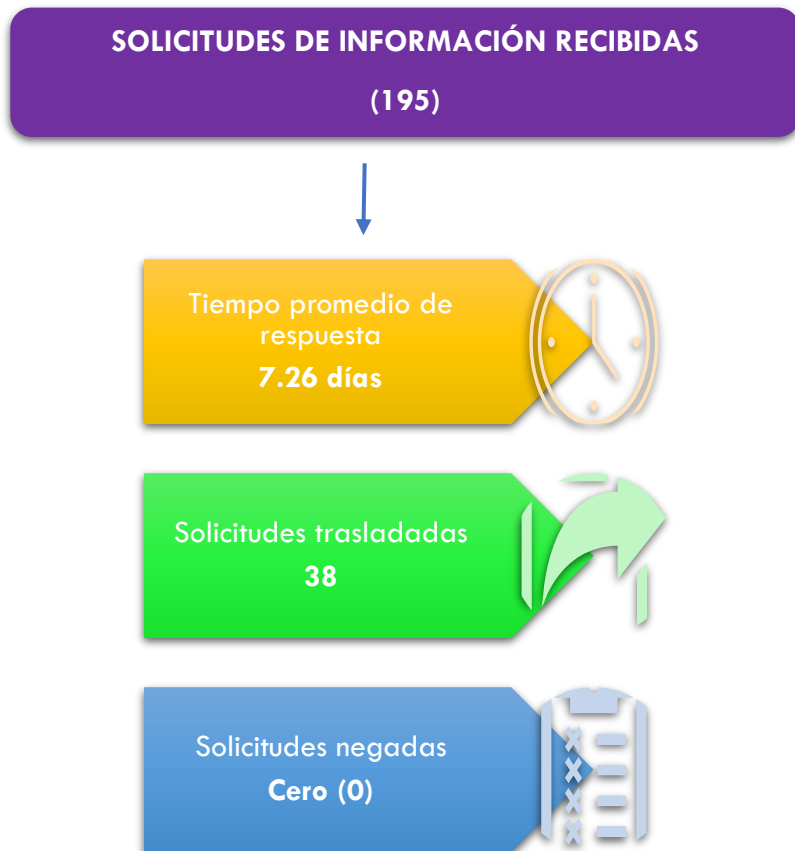 SOLICITUDES DE INFORMACIÓN RECIBIDAS
(195)
Tiempo promedio de
respuesta
7.26 días
Solicitudes trasladadas
38
Solicitudes negadas
Cero (0)